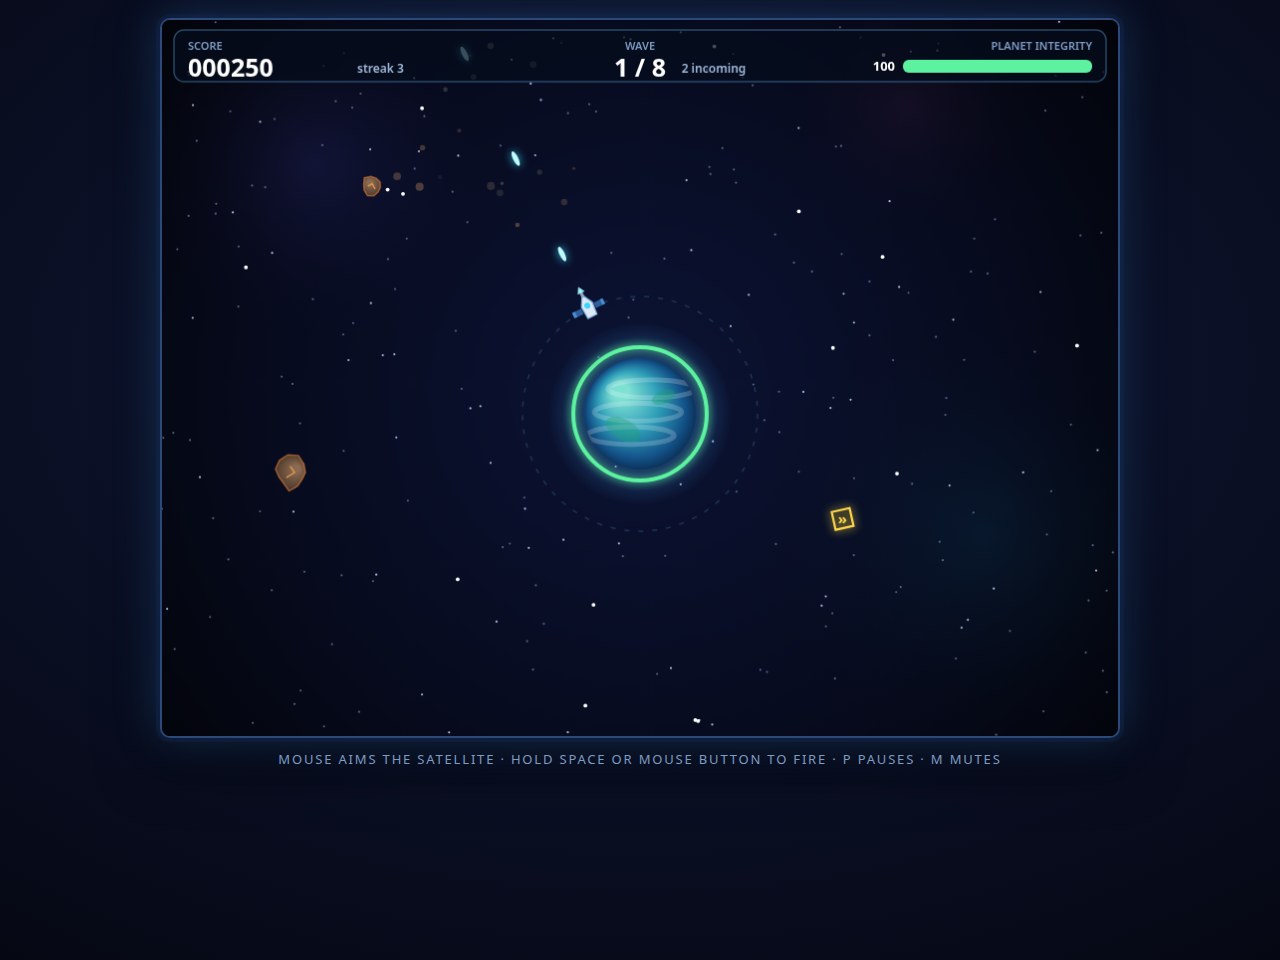 SCORE
000250
streak 3
WAVE
1 / 8
2 incoming
PLANET INTEGRITY
100
»
MOUSE AIMS THE SATELLITE · HOLD SPACE OR MOUSE BUTTON TO FIRE · P PAUSES · M MUTES